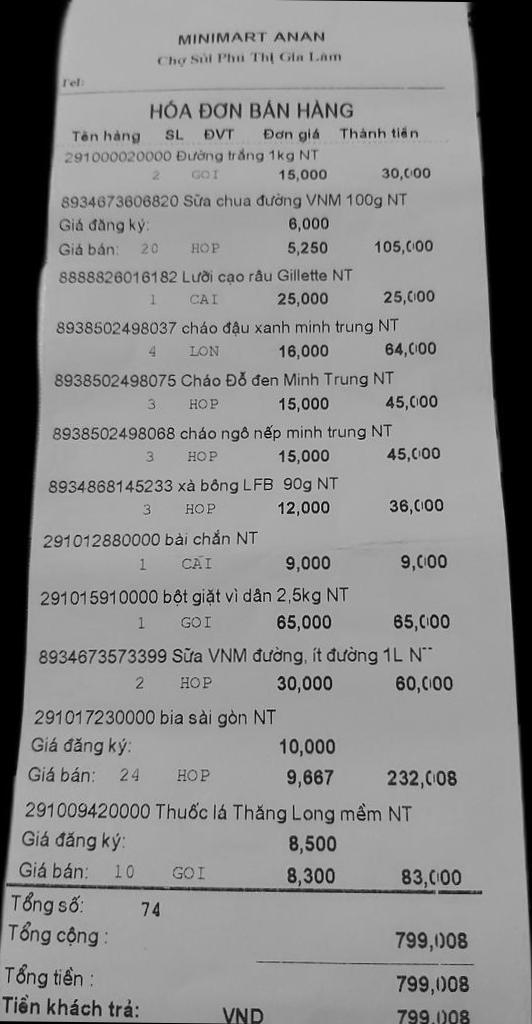 MINIMART ANAN
Chợ Sủi Phú Thị Gia Lâm
Tel:
HÓA ĐƠN BÁN HÀNG
Tên hàng SL ĐVT Đơn giá Thành tiền
291000020000 Đường trắng 1kg NT
2 GOI 15,000 30,000
8934673606820 Sữa chua đường VNM 100g NT
Giá đăng ký: 6,000
Giá bán: 20 HOP 5,250 105,000
8888826016182 Lưỡi cạo râu Gillette NT
1 CAI 25,000 25,000
8938502498037 cháo đậu xanh minh trung NT
4 LON 16,000 64,000
8938502498075 Cháo Đỗ đen Minh Trung NT
3 HOP 15,000 45,000
8938502498068 cháo ngô nếp minh trung NT
3 HOP 15,000 45,000
8934868145233 xà bông LFB 90g NT
3 HOP 12,000 36,000
291012880000 bài chắn NT
1 CÁI 9,000 9,000
291015910000 bột giặt vì dân 2,5kg NT
1 GOI 65,000 65,000
8934673573399 Sữa VNM đường, ít đường 1L
2 HOP 30,000 60,000
291017230000 bia sài gòn NT
Giá đăng ký: 10,000
Giá bán: 24 HOP 9,667 232,008
291009420000 Thuốc lá Thăng Long mềm NT
Giá đăng ký: 8,500
Giá bán: 10 GOI 8,300 83,000
Tổng số: 74
Tổng cộng : 799,008
Tổng tiền : 799,008
Tiền khách trả: VND 799,008